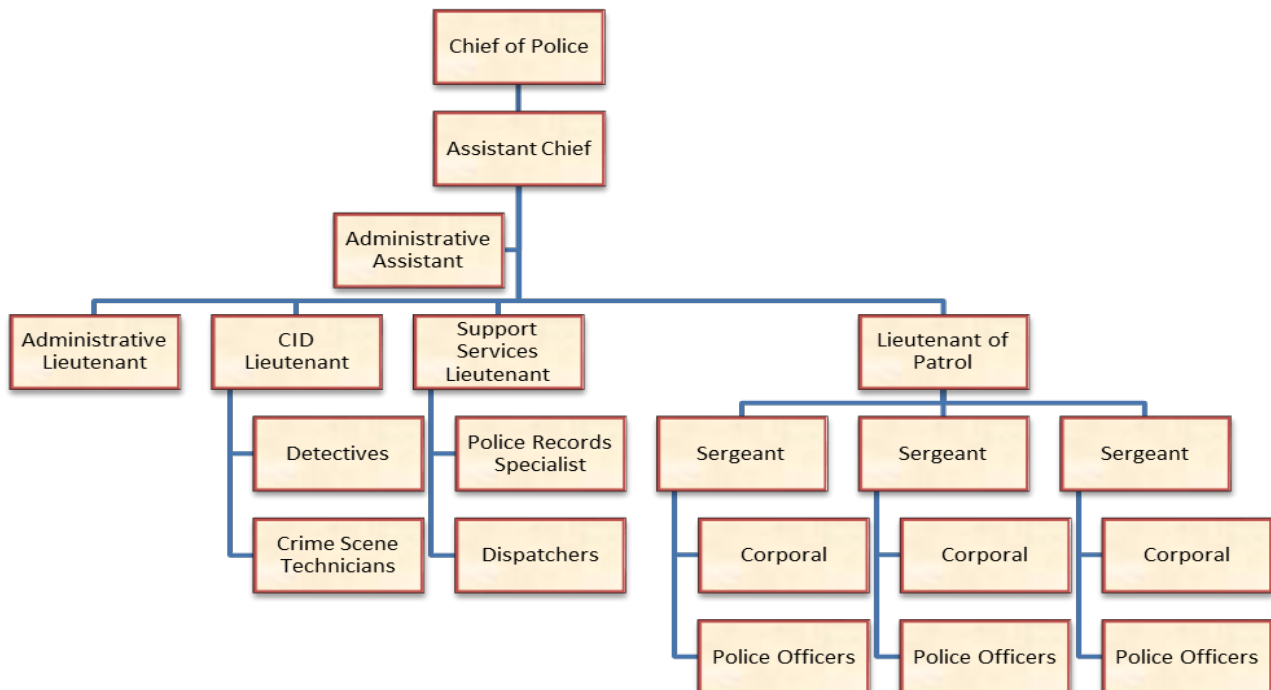 Chief of Police
Assistant Chief
Administrative
Assistant
Administrative
Lieutenant
CID
Lieutenant
Support
Services
Lieutenant
Lieutenant of
Patrol
Detectives
Police Records
Specialist
Sergeant
Sergeant
Sergeant
Crime Scene
Technicians
Dispatchers
Corporal
Corporal
Corporal
Police Officers
Police Officers
Police Officers